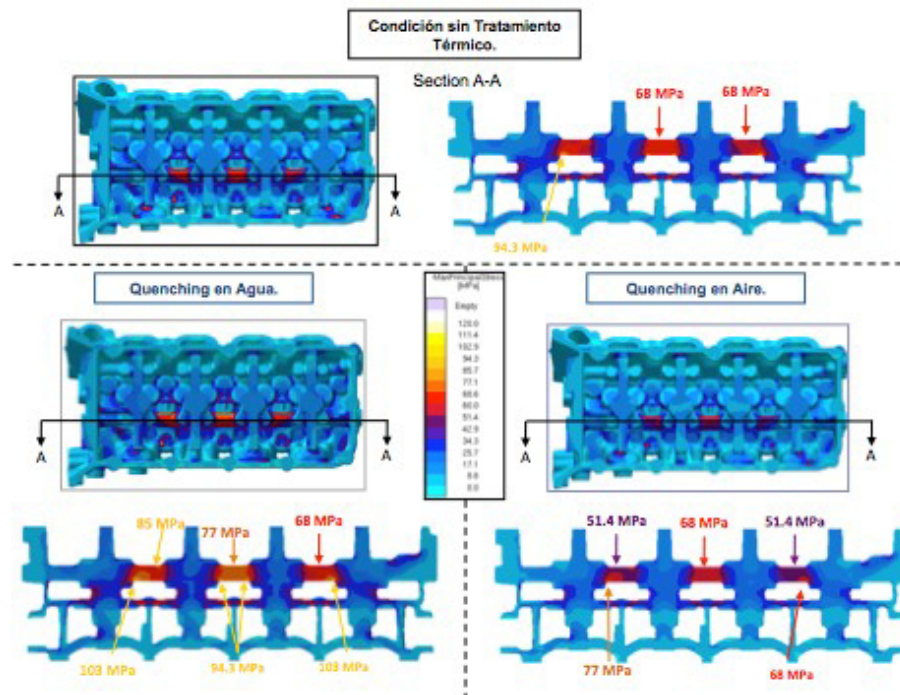 Condición sin Tratamiento
Térmico.
Section A-A
68 MPa
68 MPa
A
A
94.3 MPa
Quenching en Agua.
MaxPrincipalStress
[MPa]
Empty
120.0
111.4
102.9
94.3
85.7
77.1
68.6
60.0
51.4
42.9
34.3
25.7
17.1
8.6
0.0
Quenching en Aire.
A
A
A
A
85 MPa
77 MPa
68 MPa
103 MPa
94.3 MPa
103 MPa
51.4 MPa
68 MPa
51.4 MPa
77 MPa
68 MPa